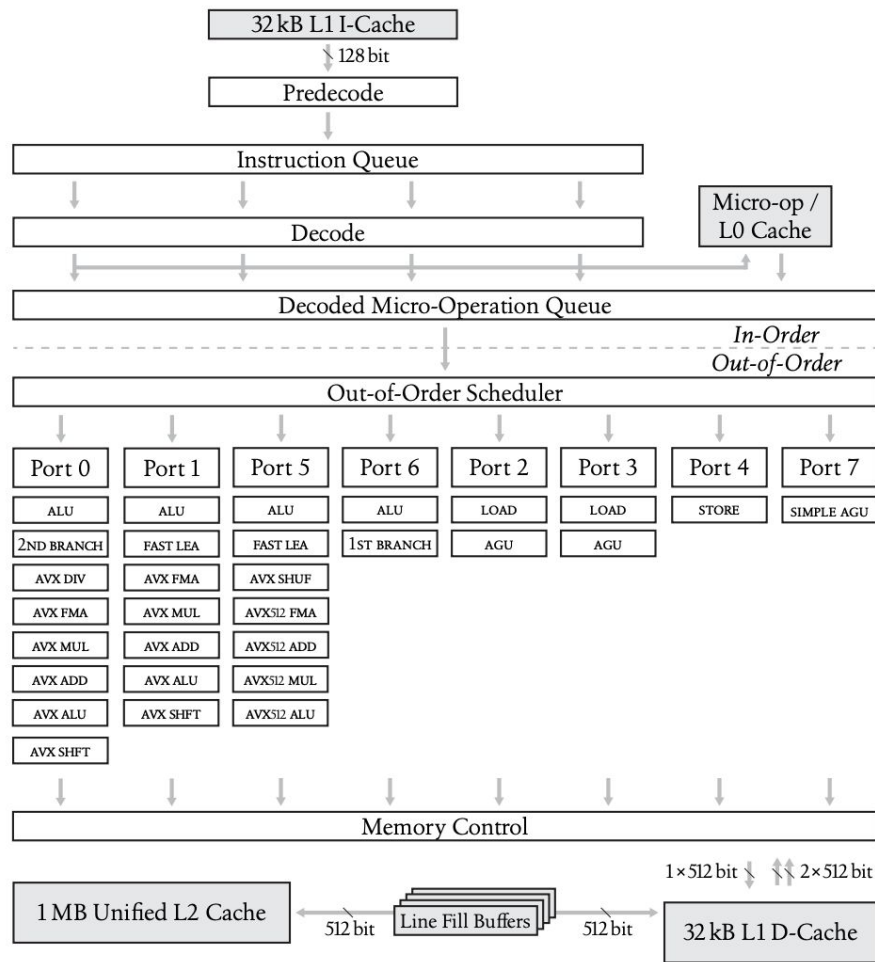 32 kB L1 I-Cache
128 bit
Predecode
Instruction Queue
Decode
Micro-op /
L0 Cache
Decoded Micro-Operation Queue
In-Order
Out-of-Order
Out-of-Order Scheduler
Port 0
Port 1
Port 5
Port 6
Port 2
Port 3
Port 4
Port 7
ALU
ALU
ALU
ALU
LOAD
LOAD
STORE
SIMPLE AGU
2ND BRANCH
FAST LEA
FAST LEA
1ST BRANCH
AGU
AGU
AVX DIV
AVX FMA
AVX SHUF
AVX FMA
AVX MUL
AVX512 FMA
AVX MUL
AVX ADD
AVX512 ADD
AVX ADD
AVX ALU
AVX512 MUL
AVX ALU
AVX SHFT
AVX512 ALU
AVX SHFT
Memory Control
1 × 512 bit
2 × 512 bit
1 MB Unified L2 Cache
512 bit
Line Fill Buffers
512 bit
32 kB L1 D-Cache